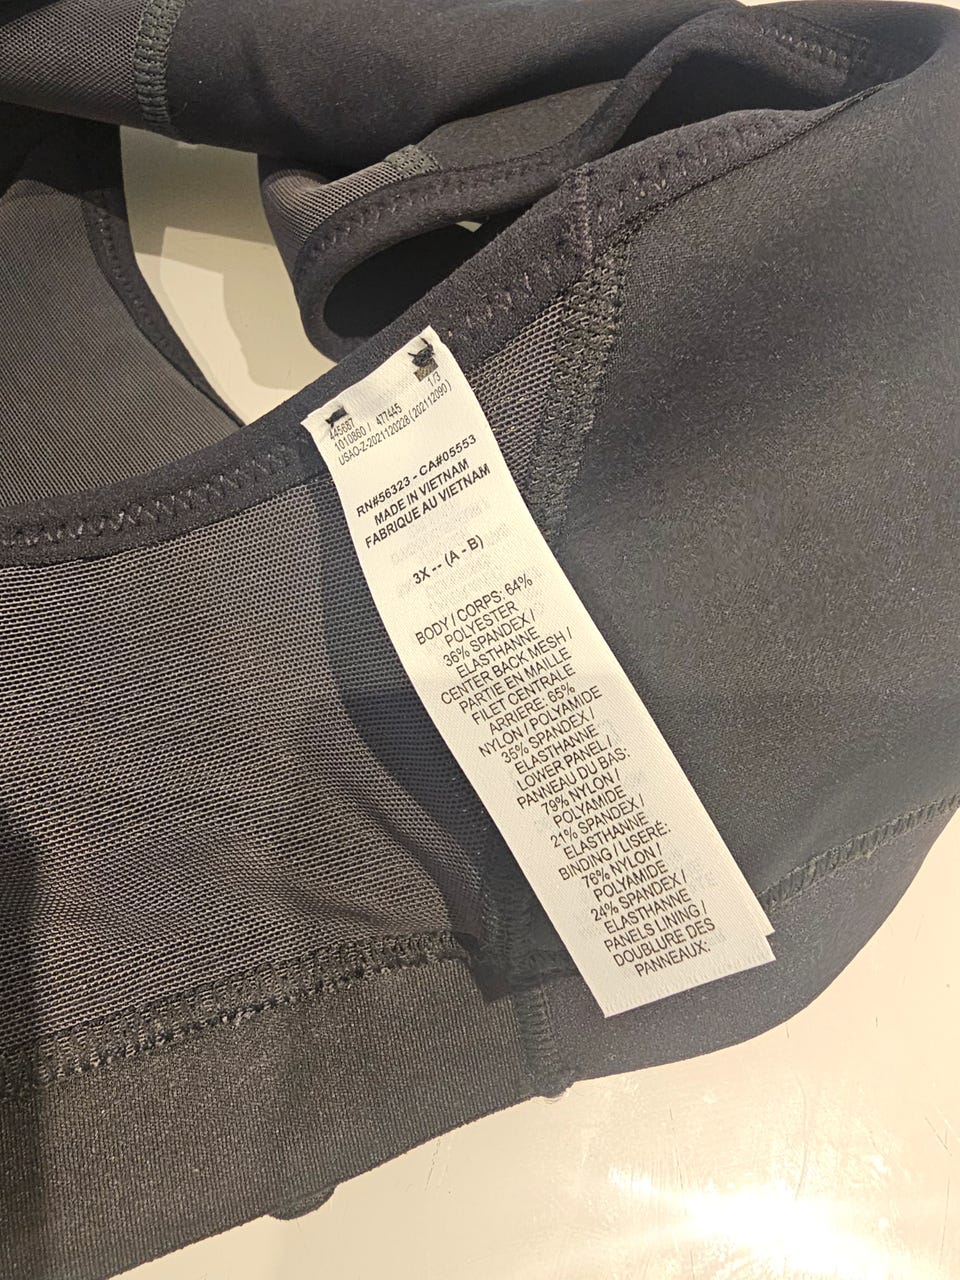 445687
1010860 / 477445 1/3
USAO-Z-2021120228 (202112090)
RN#56323 - CA#05553
MADE IN VIETNAM
FABRIQUE AU VIETNAM
3X -- (A - B)
BODY / CORPS: 64%
POLYESTER
36% SPANDEX /
ELASTHANNE
CENTER BACK MESH /
PARTIE EN MAILLE
FILET CENTRALE
ARRIERE: 65%
NYLON / POLYAMIDE
35% SPANDEX /
ELASTHANNE
LOWER PANEL /
PANNEAU DU BAS:
79% NYLON /
POLYAMIDE
21% SPANDEX /
ELASTHANNE
BINDING / LISERÉ:
76% NYLON /
POLYAMIDE
24% SPANDEX /
ELASTHANNE
PANELS LINING /
DOUBLURE DES
PANNEAUX: